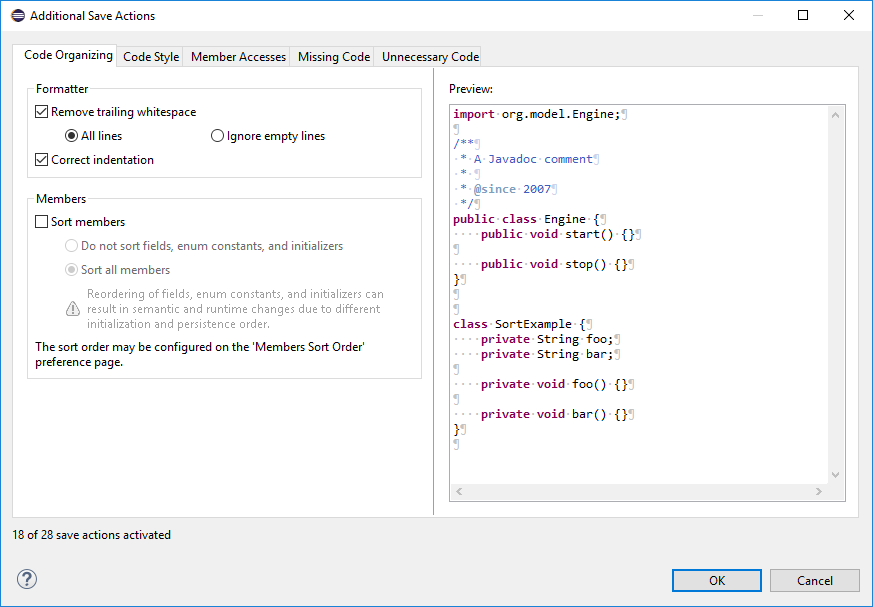 Additional Save Actions
Code Organizing Code Style Member Accesses Missing Code Unnecessary Code
Formatter
Remove trailing whitespace
All lines Ignore empty lines
Correct indentation
Members
Sort members
Do not sort fields, enum constants, and initializers
Sort all members
Reordering of fields, enum constants, and initializers can
result in semantic and runtime changes due to different
initialization and persistence order.
The sort order may be configured on the 'Members Sort Order'
preference page.
Preview:
import·org.model.Engine;¶
¶
/**¶
·*·A·Javadoc·comment¶
·*·¶
·*·@since·2007¶
·*/¶
public·class·Engine·{¶
····public·void·start()·{}¶
¶
····public·void·stop()·{}¶
}¶
¶
¶
class·SortExample·{¶
····private·String·foo;¶
····private·String·bar;¶
¶
····private·void·foo()·{}¶
¶
····private·void·bar()·{}¶
}¶
¶
18 of 28 save actions activated
?
OK Cancel